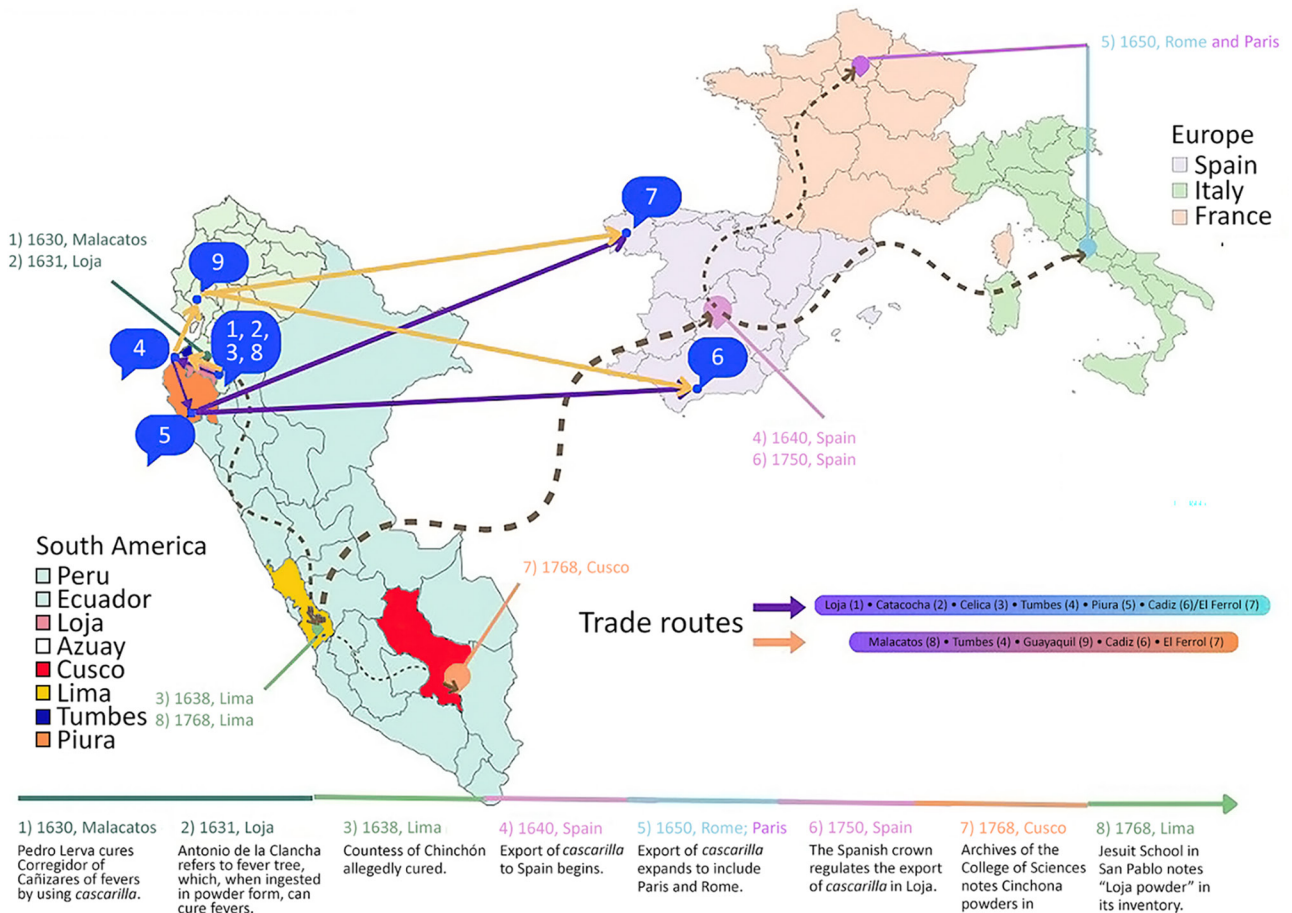 5) 1650, Rome and Paris
Europe
Spain
Italy
France
7
1) 1630, Malacatos
2) 1631, Loja
9
1, 2,
3, 8
4
6
5
4) 1640, Spain
6) 1750, Spain
South America
Peru
Ecuador
Loja
Azuay
Cusco
Lima
Tumbes
Piura
7) 1768, Cusco
Trade routes
Loja (1) • Catacocha (2) • Celica (3) • Tumbes (4) • Piura (5) • Cadiz (6)/El Ferrol (7)
Malacatos (8) • Tumbes (4) • Guayaquil (9) • Cadiz (6) • El Ferrol (7)
3) 1638, Lima
8) 1768, Lima
1) 1630, Malacatos
Pedro Lerva cures
Corregidor of
Cañizares of fevers
by using cascarilla.
2) 1631, Loja
Antonio de la Clancha
refers to fever tree,
which, when ingested
in powder form, can
cure fevers.
3) 1638, Lima
Countess of Chinchón
allegedly cured.
4) 1640, Spain
Export of cascarilla
to Spain begins.
5) 1650, Rome; Paris
Export of cascarilla
expands to include
Paris and Rome.
6) 1750, Spain
The Spanish crown
regulates the export
of cascarilla in Loja.
7) 1768, Cusco
Archives of the
College of Sciences
notes Cinchona
powders in
8) 1768, Lima
Jesuit School in
San Pablo notes
“Loja powder” in
its inventory.